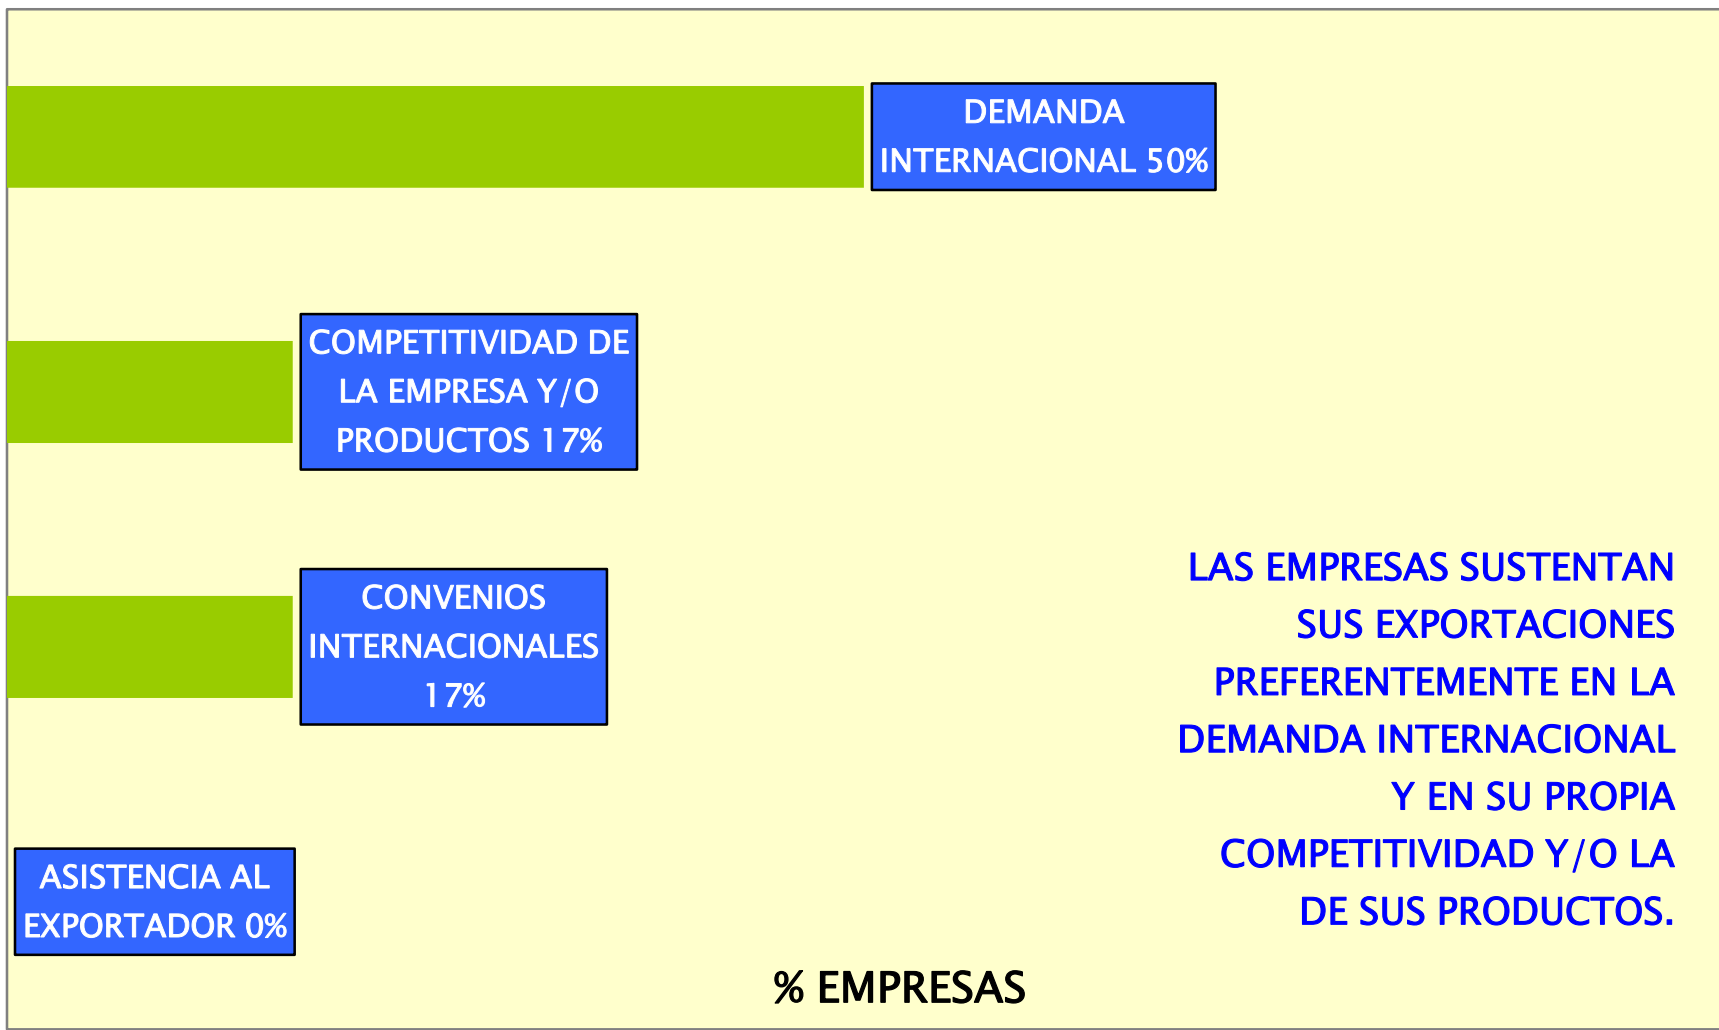 DEMANDA
INTERNACIONAL 50%
COMPETITIVIDAD DE
LA EMPRESA Y/O
PRODUCTOS 17%
CONVENIOS
INTERNACIONALES
17%
ASISTENCIA AL
EXPORTADOR 0%
LAS EMPRESAS SUSTENTAN
SUS EXPORTACIONES
PREFERENTEMENTE EN LA
DEMANDA INTERNACIONAL
Y EN SU PROPIA
COMPETITIVIDAD Y/O LA
DE SUS PRODUCTOS.
% EMPRESAS